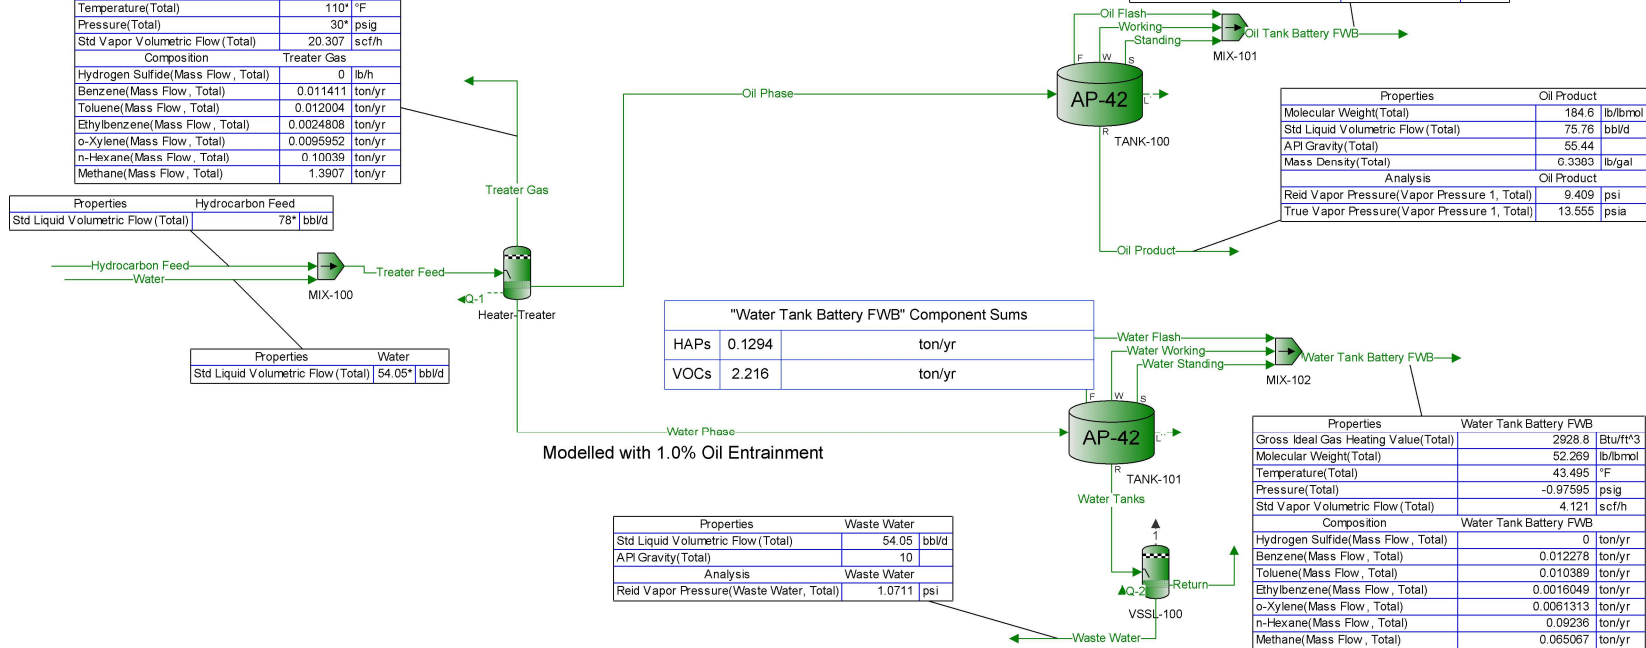 Temperature(Total) 110* °F
Pressure(Total) 30* psig
Std Vapor Volumetric Flow(Total) 20.307 scf/h
Composition Treater Gas
Hydrogen Sulfide(Mass Flow, Total) 0 lb/h
Benzene(Mass Flow, Total) 0.011411 ton/yr
Toluene(Mass Flow, Total) 0.012004 ton/yr
Ethylbenzene(Mass Flow, Total) 0.0024808 ton/yr
o-Xylene(Mass Flow, Total) 0.0095952 ton/yr
n-Hexane(Mass Flow, Total) 0.10039 ton/yr
Methane(Mass Flow, Total) 1.3907 ton/yr
Properties Hydrocarbon Feed
Std Liquid Volumetric Flow(Total) 78* bbl/d
Hydrocarbon Feed
Water
MIX-100
Treater Feed
Q-1
Heater-Treater
Treater Gas
Properties Water
Std Liquid Volumetric Flow(Total) 54.05* bbl/d
Oil Phase
Oil Flash
Working
Standing
F W S
AP-42
L
R
TANK-100
MIX-101
Oil Tank Battery FWB
Oil Product
Properties Oil Product
Molecular Weight(Total) 184.6 lb/lbmol
Std Liquid Volumetric Flow(Total) 75.76 bbl/d
API Gravity(Total) 55.44
Mass Density(Total) 6.3383 lb/gal
Analysis Oil Product
Reid Vapor Pressure(Vapor Pressure 1, Total) 9.409 psi
True Vapor Pressure(Vapor Pressure 1, Total) 13.555 psia
"Water Tank Battery FWB" Component Sums
HAPs 0.1294 ton/yr
VOCs 2.216 ton/yr
Water Flash
Water Working
Water Standing
MIX-102
Water Tank Battery FWB
F W S
AP-42
L
R
TANK-101
Water Phase
Modelled with 1.0% Oil Entrainment
Water Tanks
1
Q-2
Return
VSSL-100
Waste Water
Properties Waste Water
Std Liquid Volumetric Flow(Total) 54.05 bbl/d
API Gravity(Total) 10
Analysis Waste Water
Reid Vapor Pressure(Waste Water, Total) 1.0711 psi
Properties Water Tank Battery FWB
Gross Ideal Gas Heating Value(Total) 2928.8 Btu/ft^3
Molecular Weight(Total) 52.269 lb/lbmol
Temperature(Total) 43.495 °F
Pressure(Total) -0.97595 psig
Std Vapor Volumetric Flow(Total) 4.121 scf/h
Composition Water Tank Battery FWB
Hydrogen Sulfide(Mass Flow, Total) 0 ton/yr
Benzene(Mass Flow, Total) 0.012278 ton/yr
Toluene(Mass Flow, Total) 0.010389 ton/yr
Ethylbenzene(Mass Flow, Total) 0.0016049 ton/yr
o-Xylene(Mass Flow, Total) 0.0061313 ton/yr
n-Hexane(Mass Flow, Total) 0.09236 ton/yr
Methane(Mass Flow, Total) 0.065067 ton/yr